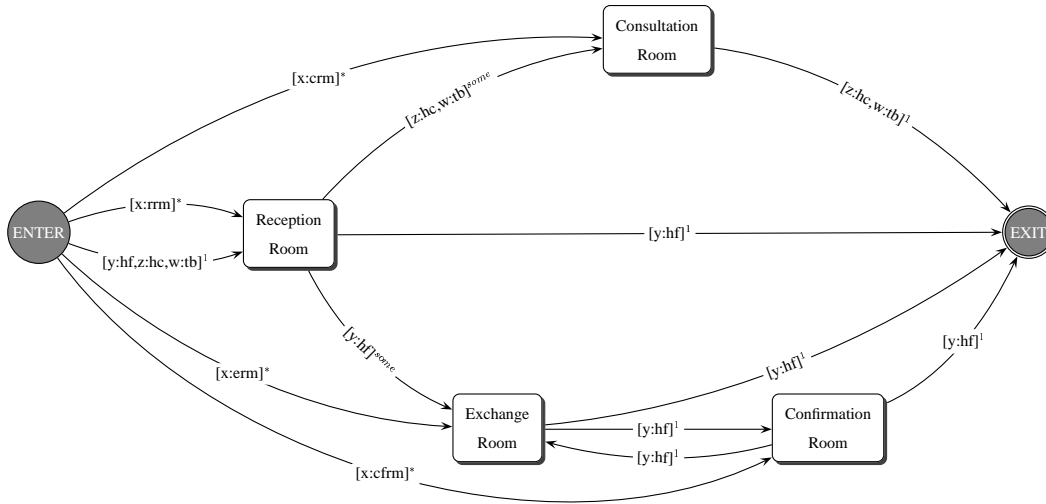 Consultation
Room
[x:crm]*
[z:hc,w:tb]some
[z:hc,w:tb]1
[x:rrm]*
Reception
Room
ENTER
[y:hf]1
EXIT
[y:hf,z:hc,w:tb]1
[y:hf]some
[y:hf]1
[y:hf]1
[x:erm]*
Exchange
Room
[y:hf]1
Confirmation
Room
[y:hf]1
[x:cfrm]*